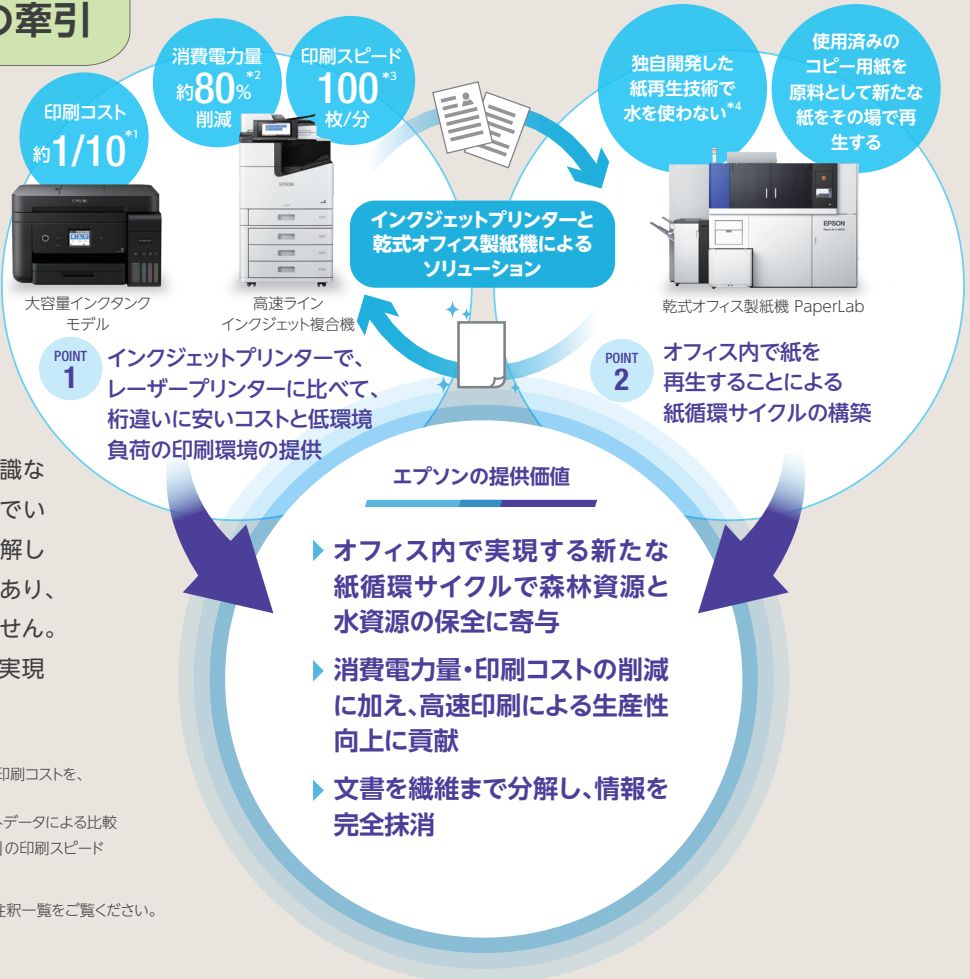 の牽引
印刷コスト
約1/10*1
消費電力量
約80%*2
削減
印刷スピード
100*3
枚/分
独自開発した
紙再生技術で
水を使わない*4
使用済みの
コピー用紙を
原料として新たな
紙をその場で再
生する
EPSON
EPSON
EPSON
インクジェットプリンターと
乾式オフィス製紙機による
ソリューション
大容量インクタンク
モデル
高速ライン
インクジェット複合機
乾式オフィス製紙機 PaperLab
POINT
1
インクジェットプリンターで、
レーザープリンターに比べて、
桁違いに安いコストと低環境
負荷の印刷環境の提供
POINT
2
オフィス内で紙を
再生することによる
紙循環サイクルの構築
識な
でい
解し
あり、
せん。
実現
エプソンの提供価値
オフィス内で実現する新たな
紙循環サイクルで森林資源と
水資源の保全に寄与
消費電力量・印刷コストの削減
に加え、高速印刷による生産性
向上に貢献
文書を繊維まで分解し、情報を
完全抹消
印刷コストを、
トデータによる比較
の印刷スピード
注釈一覧をご覧ください。